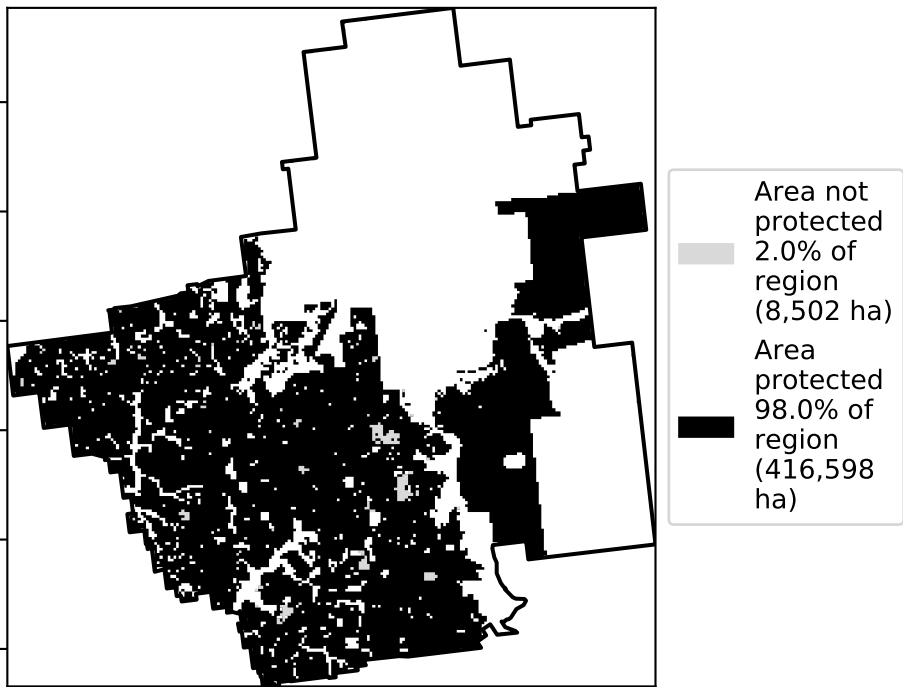 Area not
protected
2.0% of
region
(8,502 ha)
Area
protected
98.0% of
region
(416,598
ha)